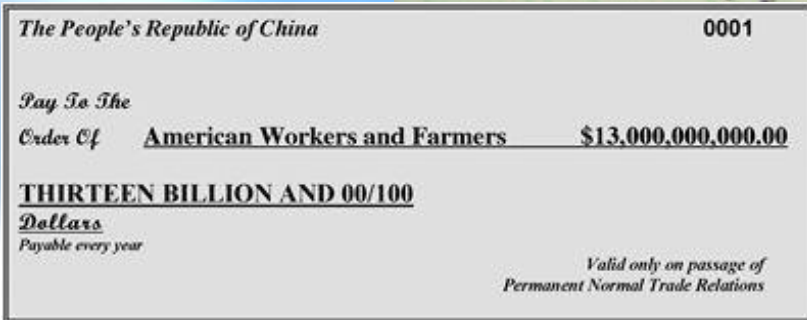 The People's Republic of China 0001
Pay To The
Order Of American Workers and Farmers $13,000,000,000.00
THIRTEEN BILLION AND 00/100
Dollars
Payable every year
Valid only on passage of
Permanent Normal Trade Relations